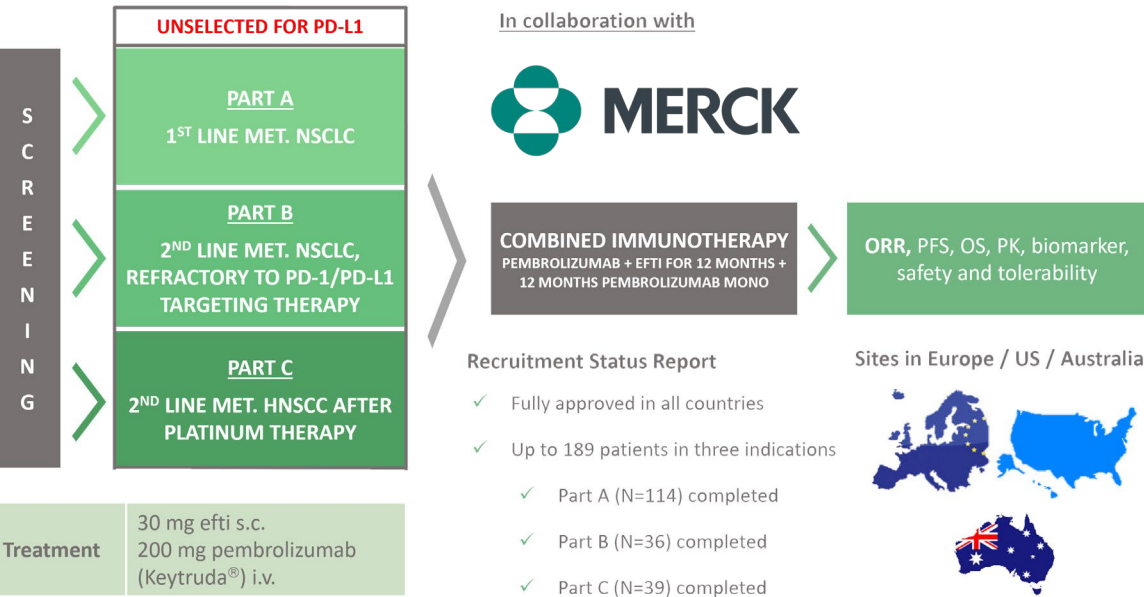 SCREENING
UNSELECTED FOR PD-L1
PART A
1ST LINE MET. NSCLC
PART B
2ND LINE MET. NSCLC,
REFRACTORY TO PD-1/PD-L1
TARGETING THERAPY
PART C
2ND LINE MET. HNSCC AFTER
PLATINUM THERAPY
Treatment
30 mg efti s.c.
200 mg pembrolizumab
(Keytruda®) i.v.
In collaboration with
MERCK
COMBINED IMMUNOTHERAPY
PEMBROLIZUMAB + EFTI FOR 12 MONTHS +
12 MONTHS PEMBROLIZUMAB MONO
ORR, PFS, OS, PK, biomarker,
safety and tolerability
Recruitment Status Report
✓ Fully approved in all countries
✓ Up to 189 patients in three indications
✓ Part A (N=114) completed
✓ Part B (N=36) completed
✓ Part C (N=39) completed
Sites in Europe / US / Australia